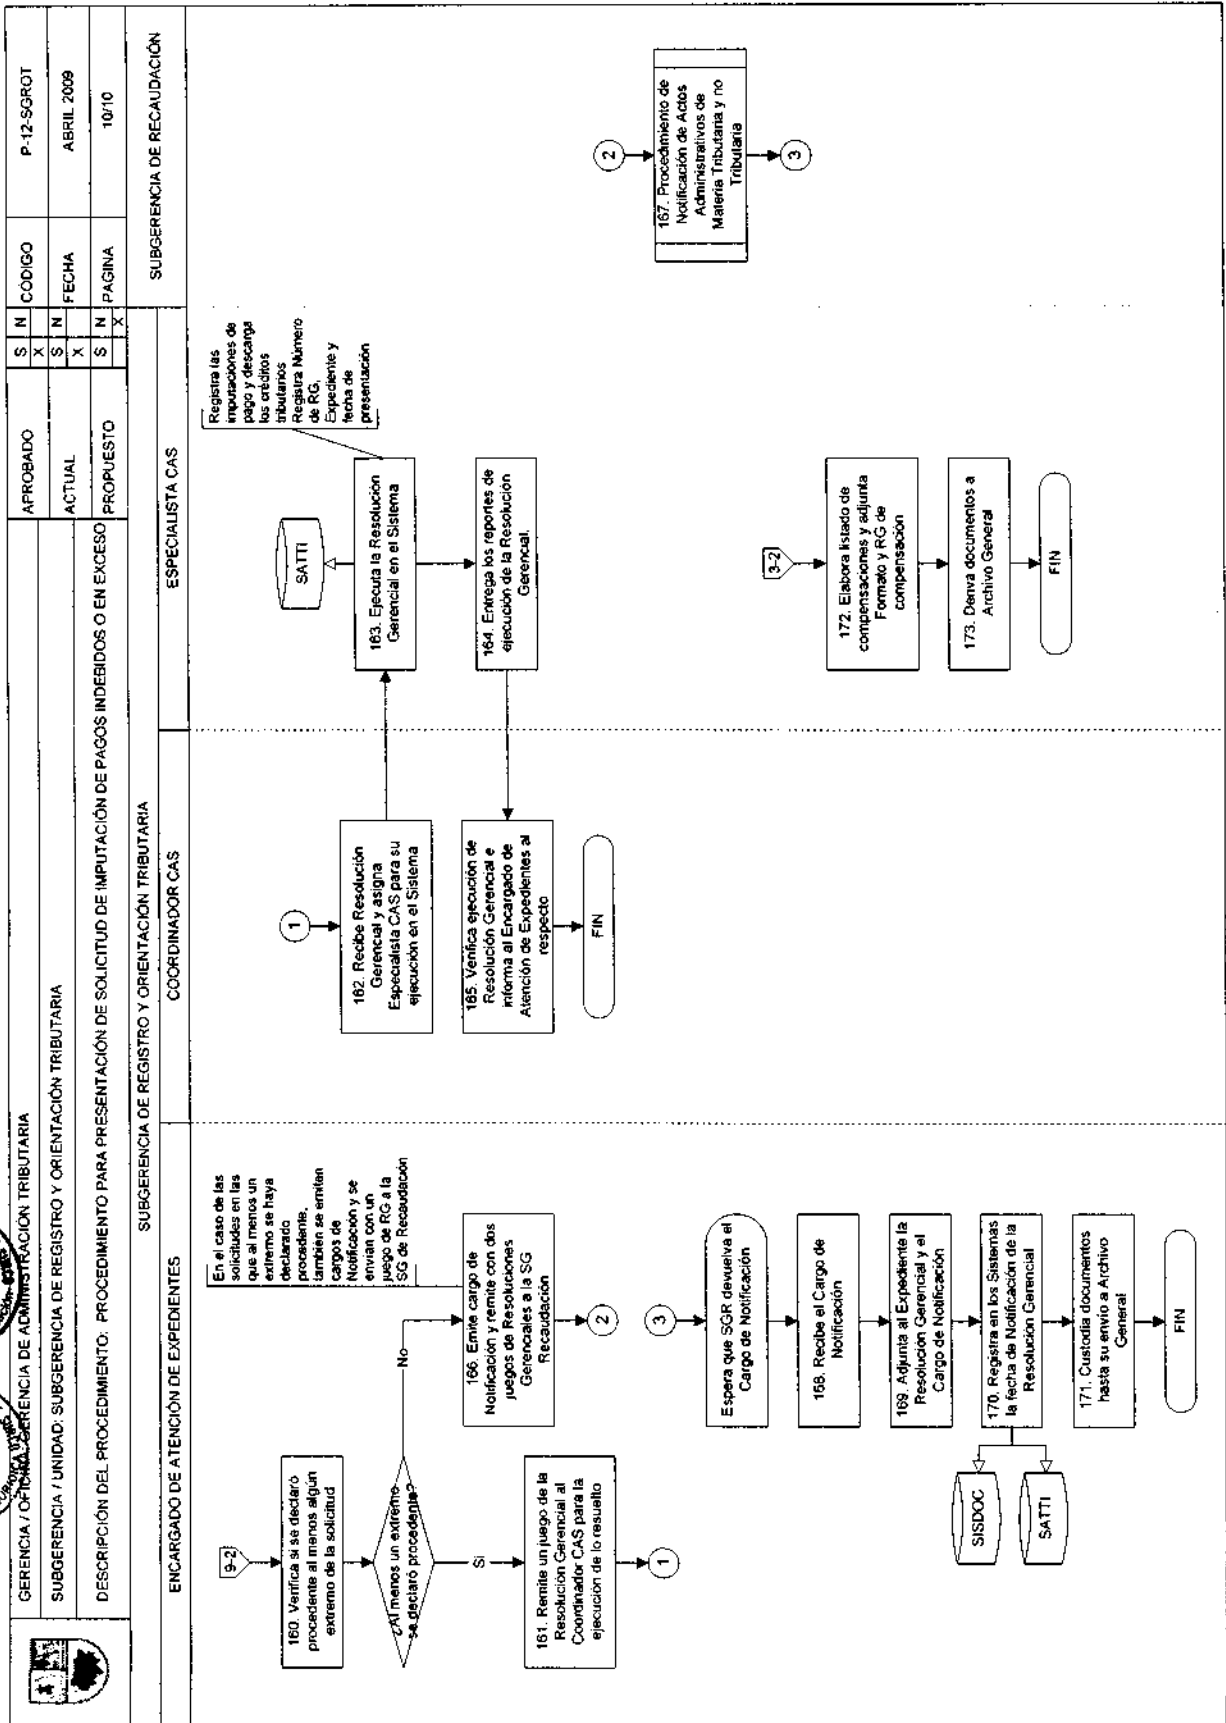 GERENCIA / OFICINA: GERENCIA DE ADMINISTRACIÓN TRIBUTARIA
SUBGERENCIA / UNIDAD: SUBGERENCIA DE REGISTRO Y ORIENTACIÓN TRIBUTARIA
DESCRIPCIÓN DEL PROCEDIMIENTO: PROCEDIMIENTO PARA PRESENTACIÓN DE SOLICITUD DE IMPUTACIÓN DE PAGOS INDEBIDOS O EN EXCESO
APROBADO
S N
X
CÓDIGO
P-12-SGROT
ACTUAL
S N
X
FECHA
ABRIL 2009
PROPUESTO
S N
X
PAGINA
10/10
SUBGERENCIA DE REGISTRO Y ORIENTACIÓN TRIBUTARIA
SUBGERENCIA DE RECAUDACIÓN
ENCARGADO DE ATENCIÓN DE EXPEDIENTES
COORDINADOR CAS
ESPECIALISTA CAS
9-2
160. Verifica si se declaró
procedente al menos algún
extremo de la solicitud
¿Al menos un extremo
se declaró procedente?
No
Si
161. Remite un juego de la
Resolución Gerencial al
Coordinador CAS para la
ejecución de lo resuelto
1
En el caso de las
solicitudes en las
que al menos un
extremo se haya
declarado
procedente,
también se emiten
cargos de
Notificación y se
envian con un
juego de RG a la
SG de Recaudación
166. Emite cargo de
Notificación y remite con dos
juegos de Resoluciones
Gerenciales a la SG
Recaudación
2
3
Espera que SGR devuelva el
Cargo de Notificación
168. Recibe el Cargo de
Notificación
169. Adjunta al Expediente la
Resolución Gerencial y el
Cargo de Notificación
170. Registra en los Sistemas
la fecha de Notificación de la
Resolución Gerencial
SISDOC
SATTI
171. Custodia documentos
hasta su envío a Archivo
General
FIN
1
162. Recibe Resolución
Gerencial y asigna
Especialista CAS para su
ejecución en el Sistema
165. Verifica ejecución de
Resolución Gerencial e
informa al Encargado de
Atención de Expedientes al
respecto
FIN
SATTI
163. Ejecuta la Resolución
Gerencial en el Sistema
Registra las
imputaciones de
pago y descarga
los créditos
tributarios
Registra Número
de RG,
Expediente y
fecha de
presentación
164. Entrega los reportes de
ejecución de la Resolución
Gerencial.
3-2
172. Elabora listado de
compensaciones y adjunta
Formato y RG de
compensación
173. Deriva documentos a
Archivo General
FIN
2
167. Procedimiento de
Notificación de Actos
Administrativos de
Materia Tributaria y no
Tributaria
3